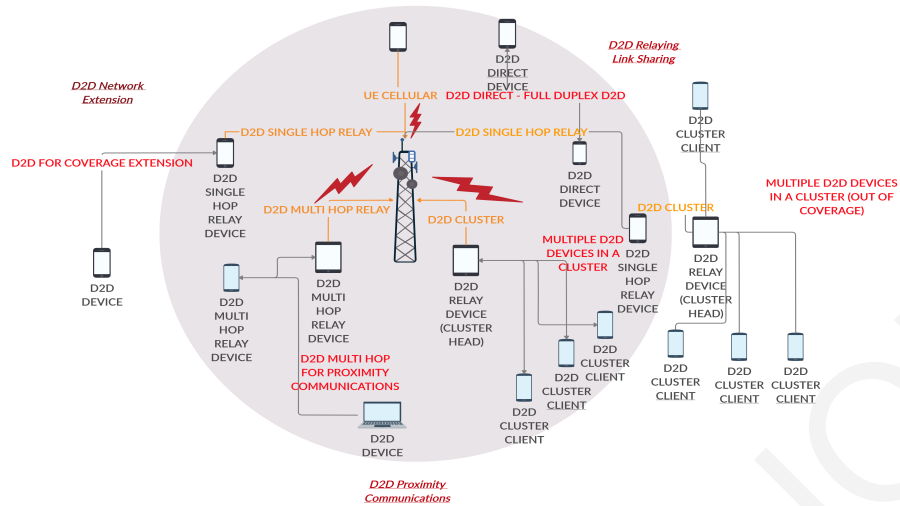 D2D Relaying
Link Sharing
D2D
DIRECT
DEVICE
D2D Network
Extension
UE CELLULAR
D2D DIRECT - FULL DUPLEX D2D
D2D
CLUSTER
CLIENT
D2D SINGLE HOP RELAY
D2D SINGLE HOP RELAY
D2D FOR COVERAGE EXTENSION
D2D
SINGLE
HOP
RELAY
DEVICE
D2D
DIRECT
DEVICE
MULTIPLE D2D DEVICES
IN A CLUSTER (OUT OF
COVERAGE)
D2D MULTI HOP RELAY
D2D CLUSTER
D2D CLUSTER
MULTIPLE D2D
DEVICES IN A
CLUSTER
D2D
SINGLE
HOP
RELAY
DEVICE
D2D
RELAY
DEVICE
(CLUSTER
HEAD)
D2D
DEVICE
D2D
MULTI
HOP
RELAY
DEVICE
D2D
MULTI
HOP
RELAY
DEVICE
D2D
RELAY
DEVICE
(CLUSTER
HEAD)
D2D MULTI HOP
FOR PROXIMITY
COMMUNICATIONS
D2D
CLUSTER
CLIENT
D2D
CLUSTER
CLIENT
D2D
CLUSTER
CLIENT
D2D
CLUSTER
CLIENT
D2D
CLUSTER
CLIENT
D2D
CLUSTER
CLIENT
D2D
DEVICE
D2D Proximity
Communications